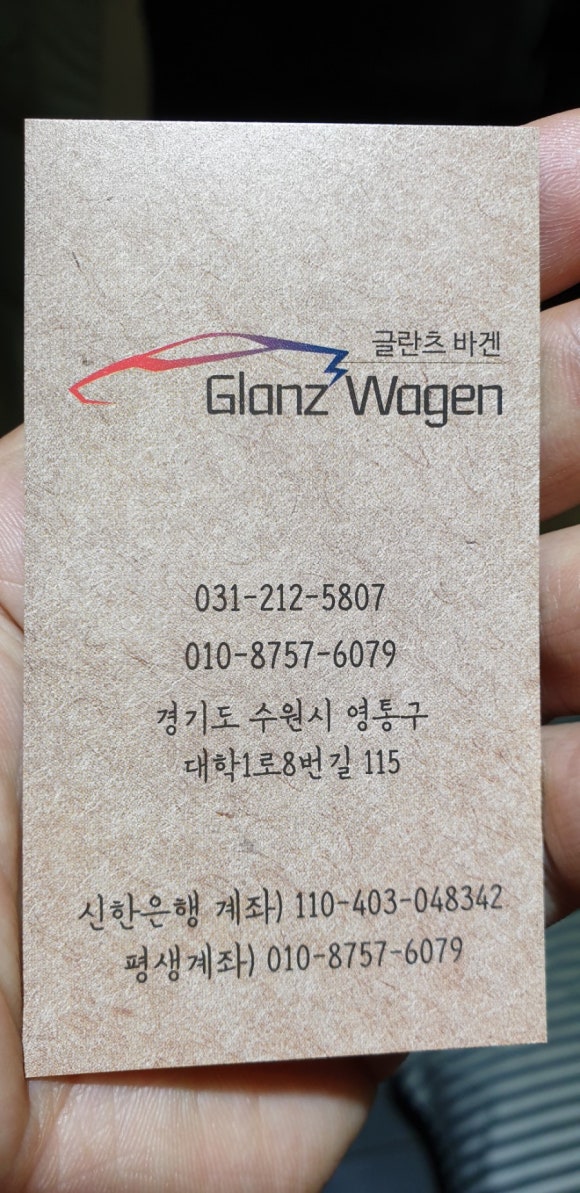 글란츠 바겐
Glanz Wagen
031-212-5807
010-8757-6079
경기도 수원시 영통구
대학1로8번길 115
신한은행 계좌) 110-403-048342
평생계좌) 010-8757-6079